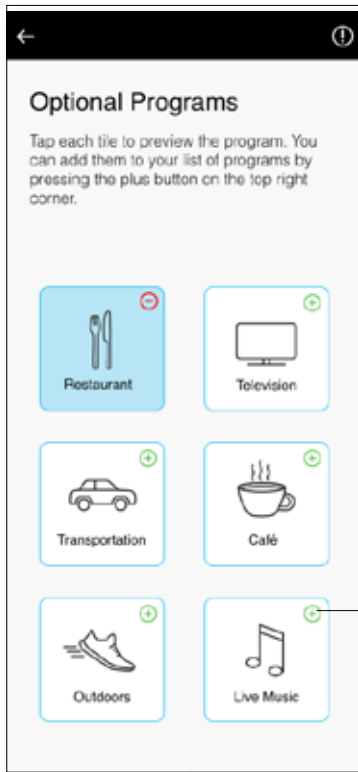 Optional Programs
Tap each tile to preview the program. You
can add them to your list of programs by
pressing the plus button on the top right
corner.
Restaurant
Television
Transportation
Café
Outdoors
Live Music